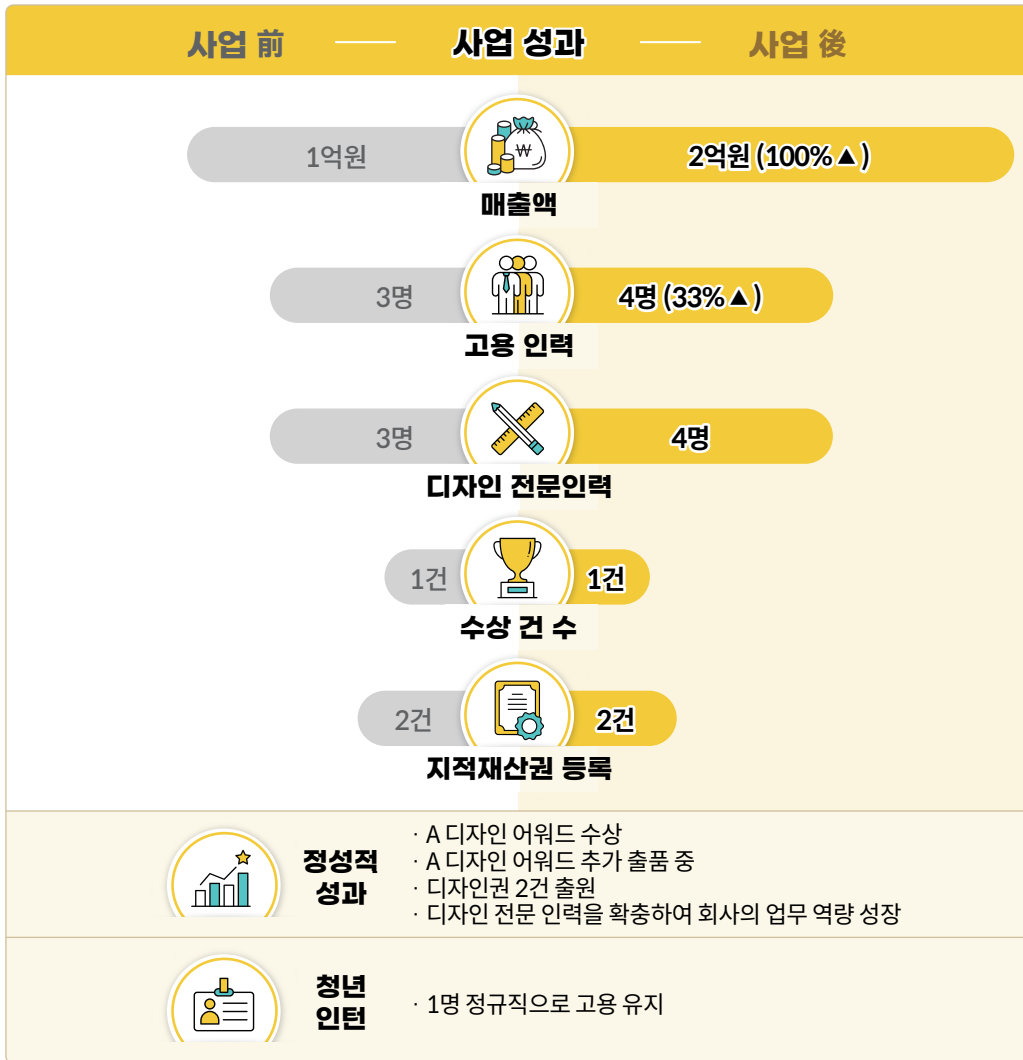 사업 前 사업 성과 사업 後
1억원 ₩ 2억원 (100%▲)
매출액
3명 4명 (33%▲)
고용 인력
3명 4명
디자인 전문인력
1건 1건
수상 건 수
2건 2건
지적재산권 등록
정성적
성과
· A 디자인 어워드 수상
· A 디자인 어워드 추가 출품 중
· 디자인권 2건 출원
· 디자인 전문 인력을 확충하여 회사의 업무 역량 성장
청년
인턴
· 1명 정규직으로 고용 유지